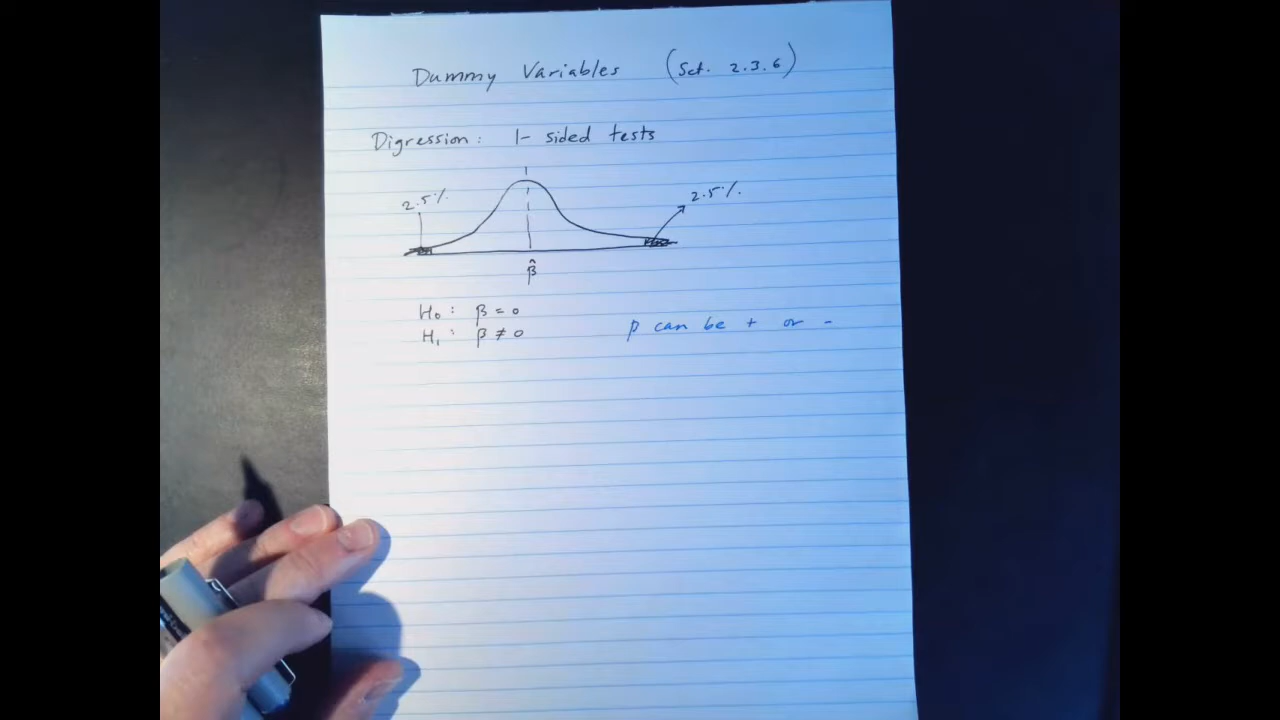 Dummy Variables (Sct. 2.3.6)
Digression: 1- sided tests
2.5% 2.5%
β̂
H₀: β = 0
H₁: β ≠ 0 β can be + or -